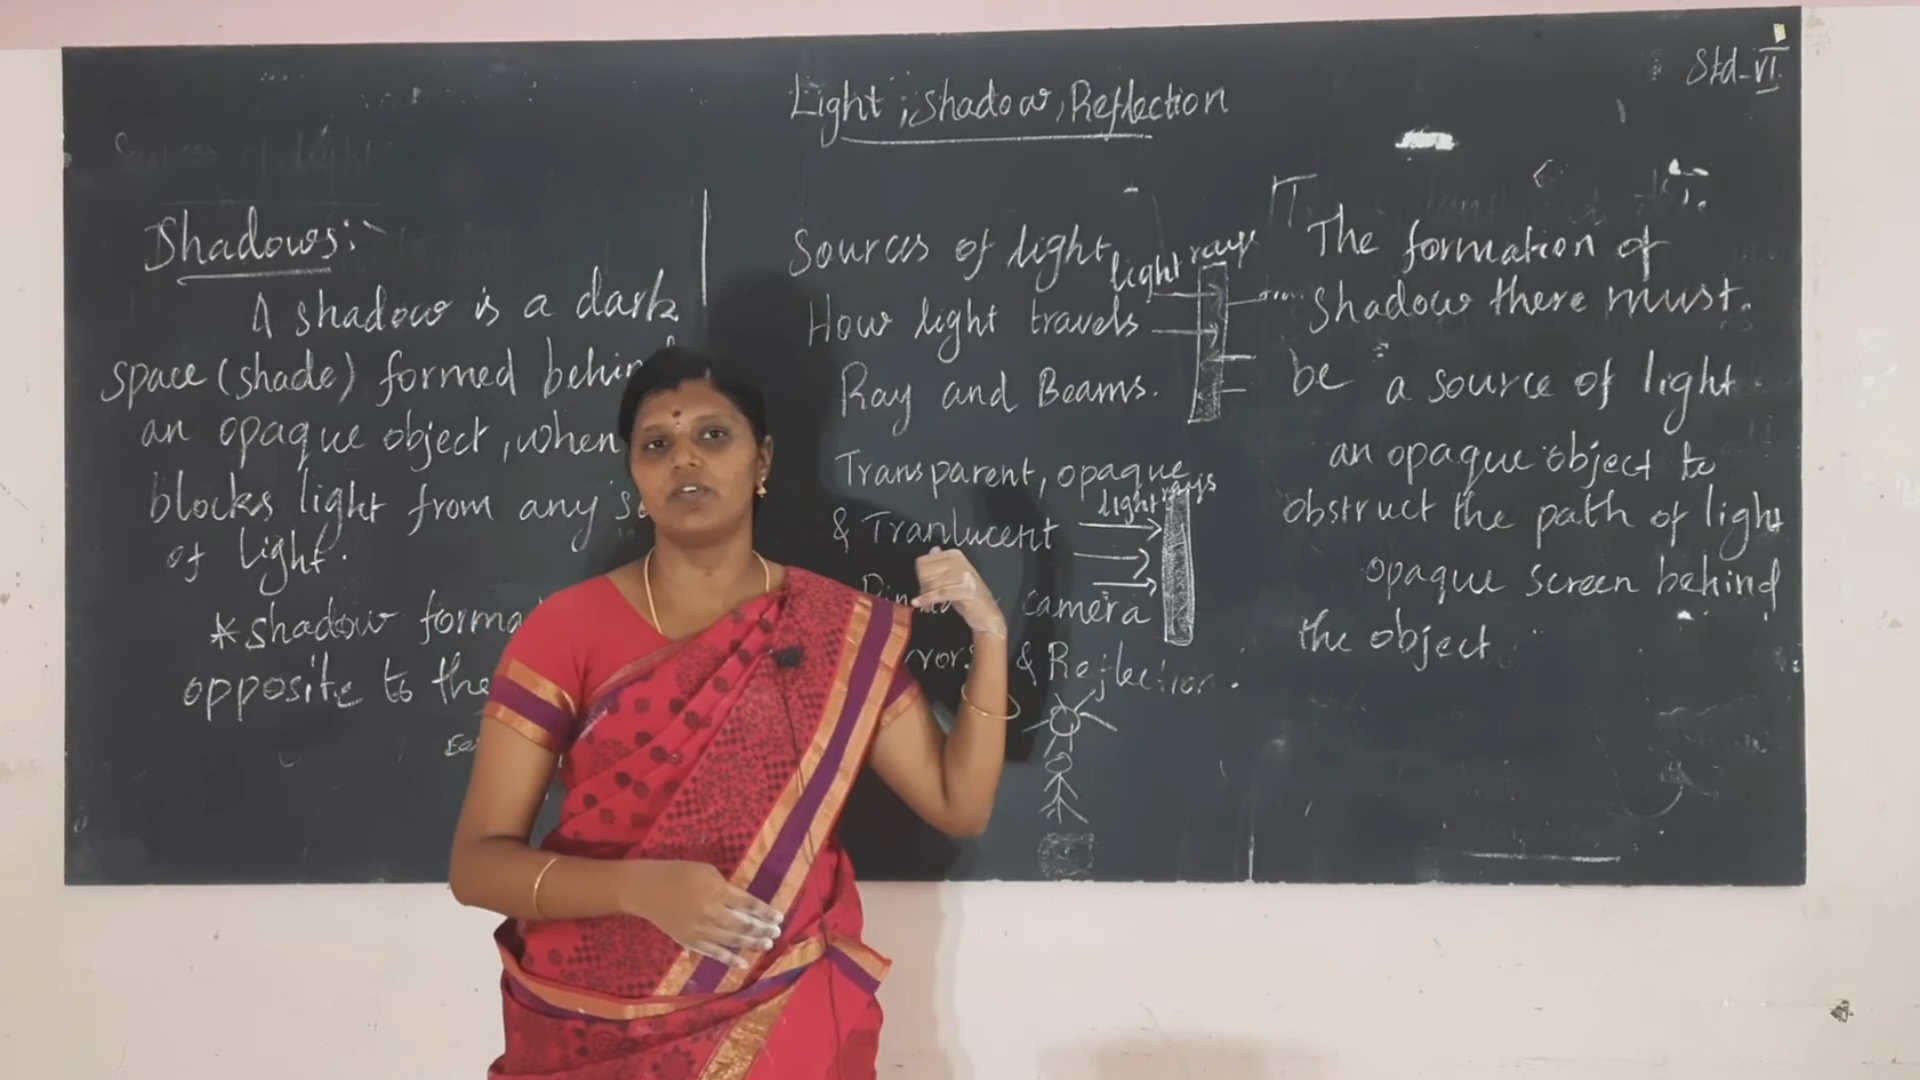 Std-VI
Light, Shadow, Reflection
Sources of light
Shadows:-
A shadow is a dark
space (shade) formed behin
an opaque object, when
blocks light from any
of light.
*shadow forma
opposite to the
Sources of light
How light travels
Ray and Beams.
Transparent, opaque
& Tranlucent
camera
& Reflection.
light rays
light rays
The formation of
shadow there must.
be a source of light
an opaque object to
obstruct the path of light
opaque screen behind
the object